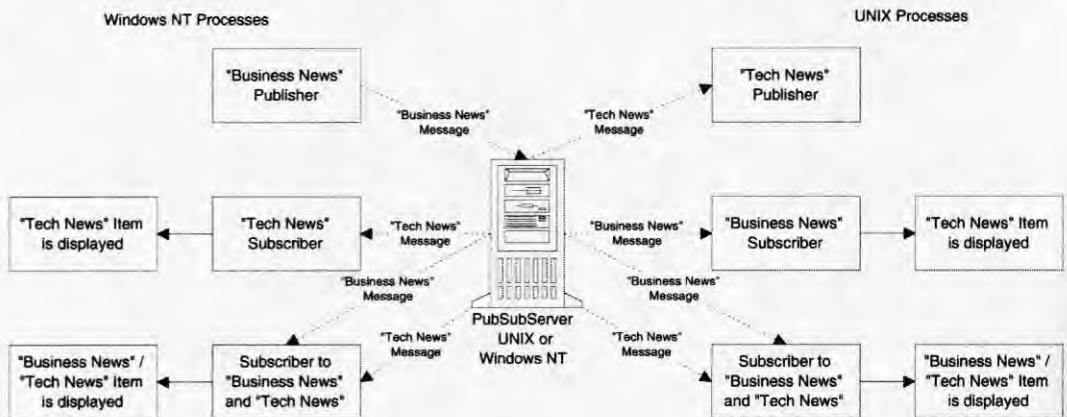 Windows NT Processes
UNIX Processes
"Business News"
Publisher
"Tech News"
Publisher
"Business News"
Message
"Tech News"
Message
"Tech News" Item
is displayed
"Tech News"
Subscriber
"Tech News"
Message
"Business News"
Message
"Business News"
Subscriber
"Tech News" Item
is displayed
"Business News"
Message
"Business News"
Message
PubSubServer
UNIX or
Windows NT
"Tech News"
Message
"Tech News"
Message
"Business News" /
"Tech News" Item
is displayed
Subscriber to
"Business News"
and "Tech News"
Subscriber to
"Business News"
and "Tech News"
"Business News" /
"Tech News" Item
is displayed